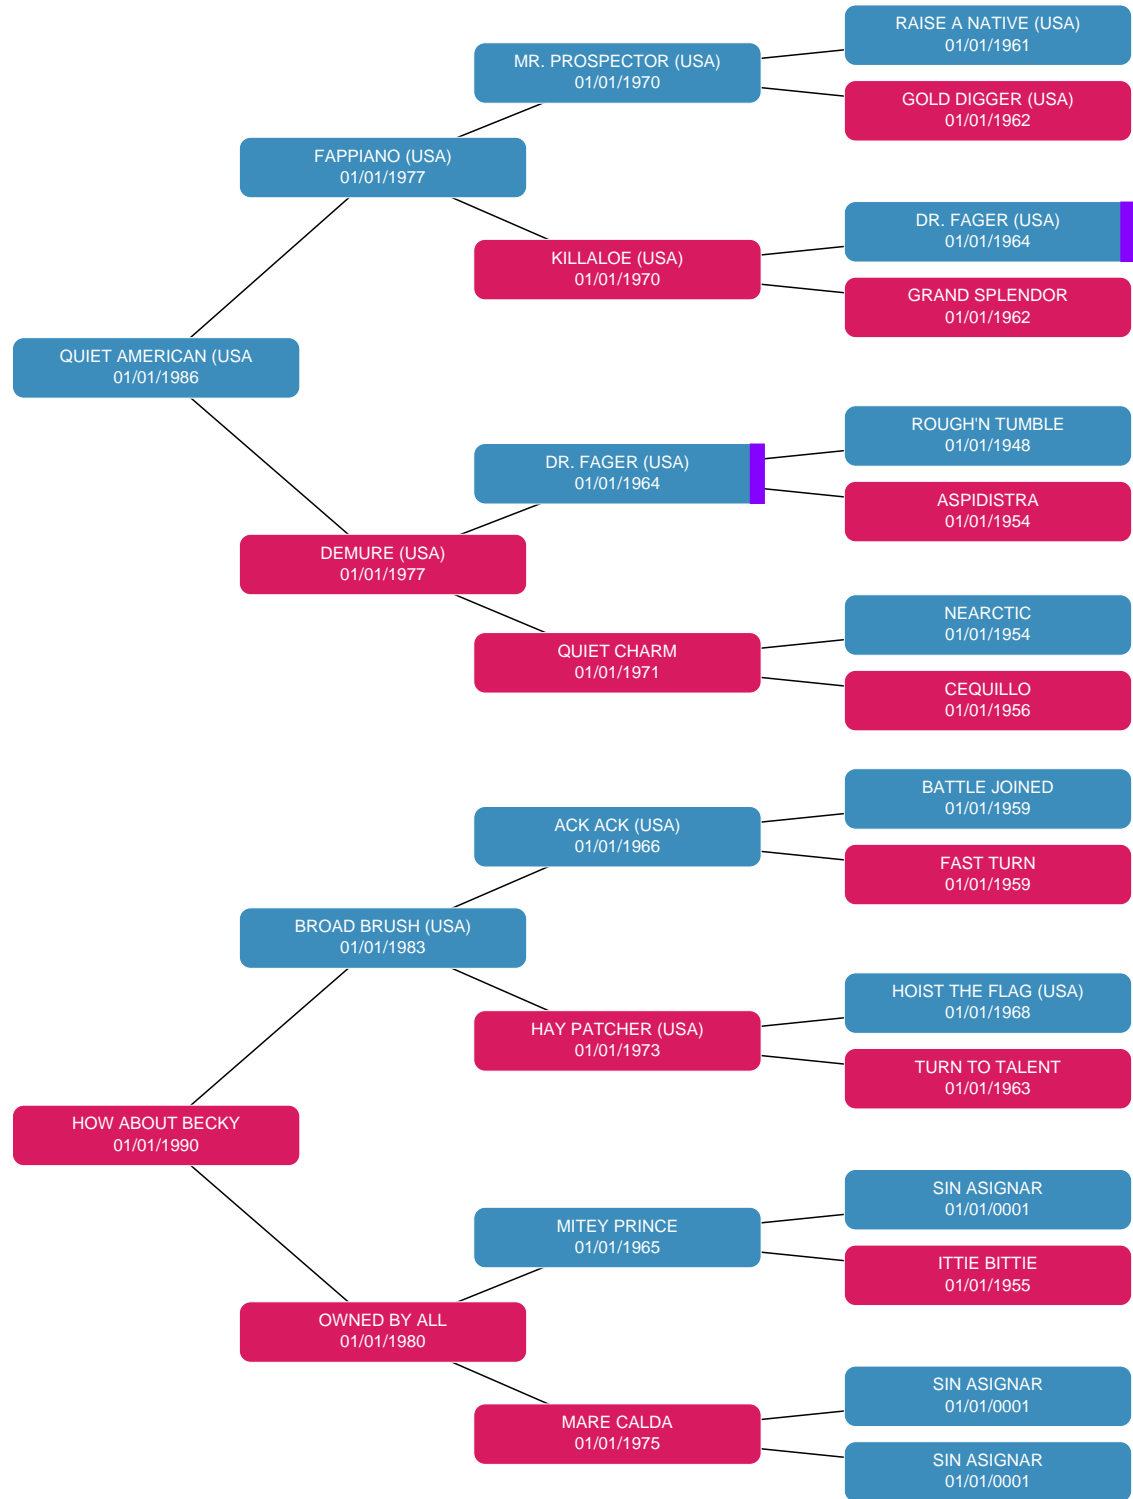 RAISE A NATIVE (USA)
01/01/1961
MR. PROSPECTOR (USA)
01/01/1970
GOLD DIGGER (USA)
01/01/1962
FAPPIANO (USA)
01/01/1977
DR. FAGER (USA)
01/01/1964
KILLALOE (USA)
01/01/1970
GRAND SPLENDOR
01/01/1962
QUIET AMERICAN (USA
01/01/1986
ROUGH'N TUMBLE
01/01/1948
DR. FAGER (USA)
01/01/1964
ASPIDISTRA
01/01/1954
DEMURE (USA)
01/01/1977
NEARCTIC
01/01/1954
QUIET CHARM
01/01/1971
CEQUILLO
01/01/1956
BATTLE JOINED
01/01/1959
ACK ACK (USA)
01/01/1966
FAST TURN
01/01/1959
BROAD BRUSH (USA)
01/01/1983
HOIST THE FLAG (USA)
01/01/1968
HAY PATCHER (USA)
01/01/1973
TURN TO TALENT
01/01/1963
HOW ABOUT BECKY
01/01/1990
SIN ASIGNAR
01/01/0001
MITEY PRINCE
01/01/1965
ITTIE BITTIE
01/01/1955
OWNED BY ALL
01/01/1980
SIN ASIGNAR
01/01/0001
MARE CALDA
01/01/1975
SIN ASIGNAR
01/01/0001